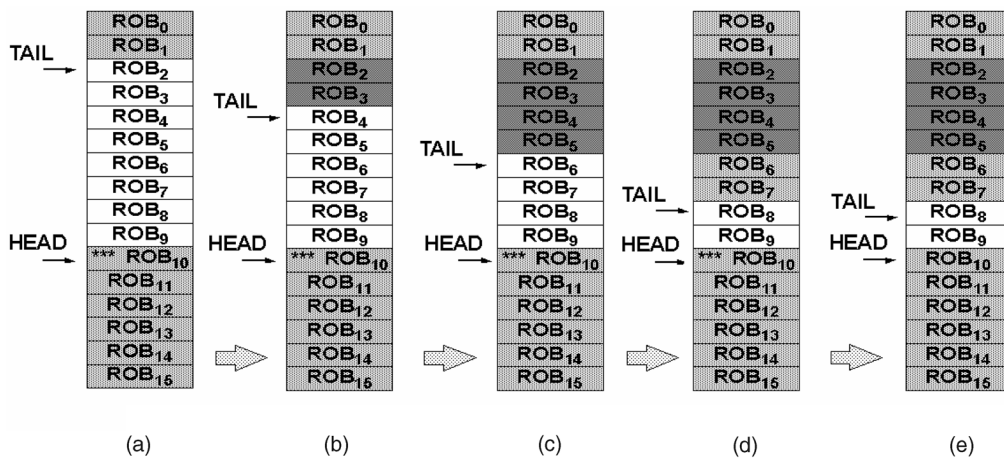 ROB0 ROB0 ROB0 ROB0 ROB0
TAIL ROB1 ROB1 ROB1 ROB1 ROB1
ROB2 ROB2 ROB2 ROB2 ROB2
ROB3 TAIL ROB3 ROB3 ROB3 ROB3
ROB4 ROB4 ROB4 ROB4 ROB4
ROB5 ROB5 TAIL ROB5 ROB5 ROB5
ROB6 ROB6 ROB6 ROB6 ROB6
ROB7 ROB7 ROB7 TAIL ROB7 TAIL ROB7
ROB8 ROB8 ROB8 ROB8 ROB8
HEAD ROB9 HEAD ROB9 HEAD ROB9 HEAD ROB9 HEAD ROB9
*** ROB10 *** ROB10 *** ROB10 *** ROB10 ROB10
ROB11 ROB11 ROB11 ROB11 ROB11
ROB12 ROB12 ROB12 ROB12 ROB12
ROB13 ROB13 ROB13 ROB13 ROB13
ROB14 ROB14 ROB14 ROB14 ROB14
ROB15 ROB15 ROB15 ROB15 ROB15
(a) (b) (c) (d) (e)